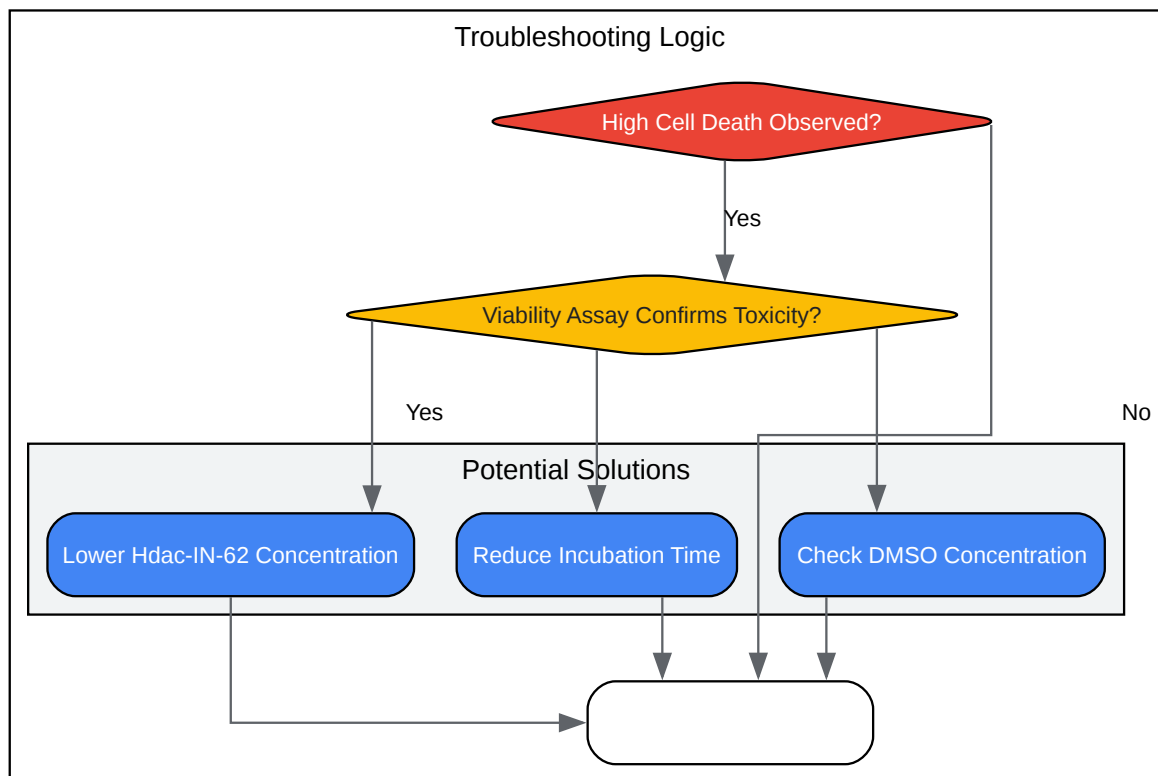 Troubleshooting Logic
High Cell Death Observed?
Yes
Viability Assay Confirms Toxicity?
Yes
No
Potential Solutions
Lower Hdac-IN-62 Concentration
Reduce Incubation Time
Check DMSO Concentration